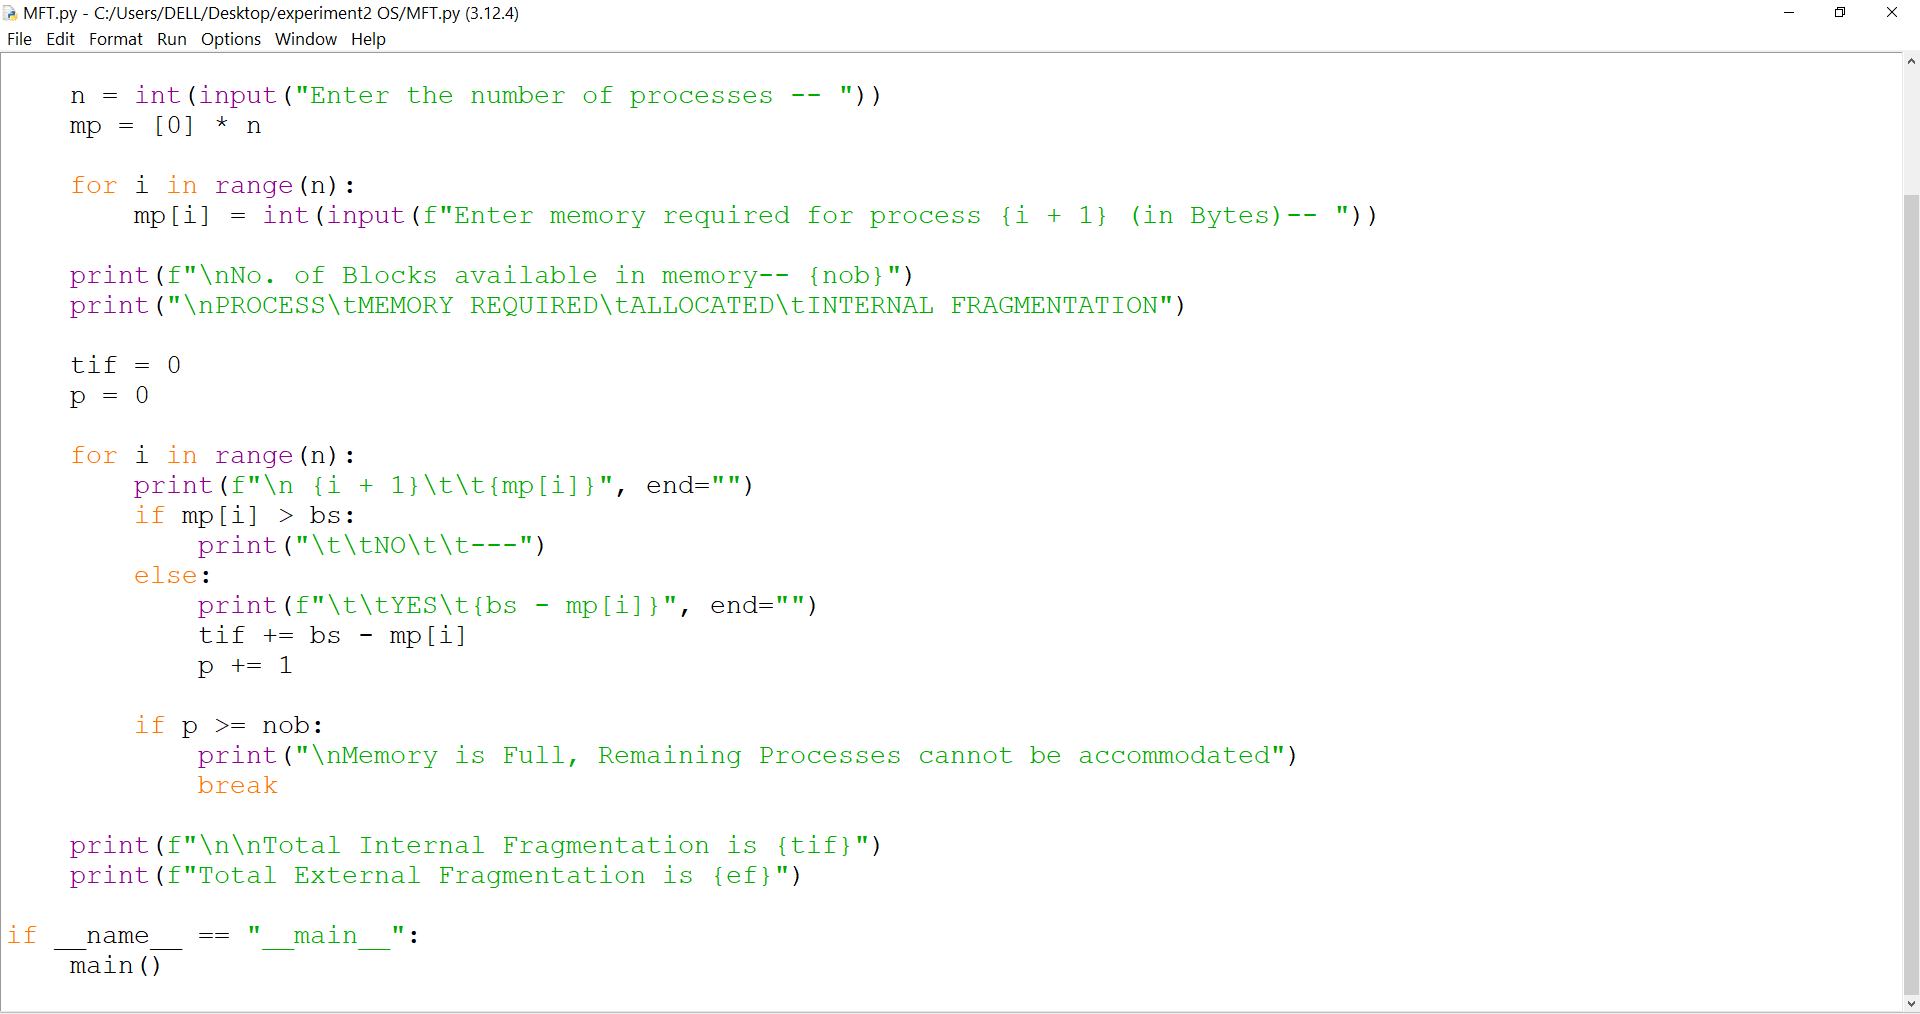 MFT.py - C:/Users/DELL/Desktop/experiment2 OS/MFT.py (3.12.4)
File Edit Format Run Options Window Help
    n = int(input("Enter the number of processes -- "))
    mp = [0] * n
    for i in range(n):
        mp[i] = int(input(f"Enter memory required for process {i + 1} (in Bytes)-- "))
    print(f"\nNo. of Blocks available in memory-- {nob}")
    print("\nPROCESS\tMEMORY REQUIRED\tALLOCATED\tINTERNAL FRAGMENTATION")
    tif = 0
    p = 0
    for i in range(n):
        print(f"\n {i + 1}\t\t{mp[i]}", end="")
        if mp[i] > bs:
            print("\t\tNO\t\t---")
        else:
            print(f"\t\tYES\t{bs - mp[i]}", end="")
            tif += bs - mp[i]
            p += 1
        if p >= nob:
            print("\nMemory is Full, Remaining Processes cannot be accommodated")
            break
    print(f"\n\nTotal Internal Fragmentation is {tif}")
    print(f"Total External Fragmentation is {ef}")
if __name__ == "__main__":
    main()